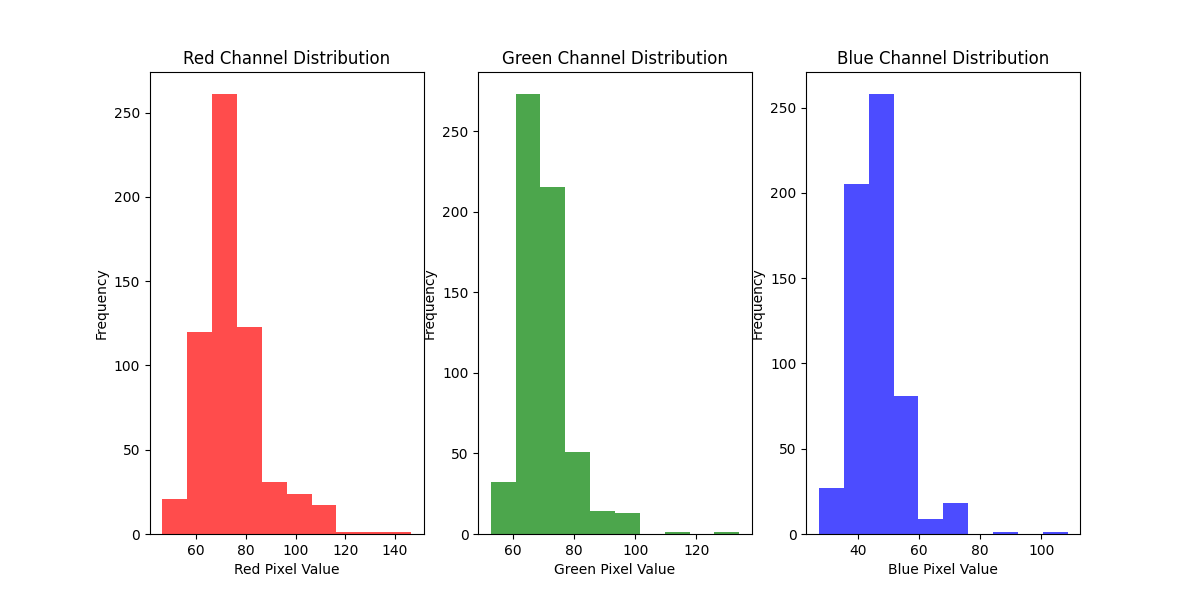 Red Channel Distribution
Green Channel Distribution
Blue Channel Distribution
Frequency
250
200
150
100
50
0
60 80 100 120 140
Red Pixel Value
Frequency
250
200
150
100
50
0
60 80 100 120
Green Pixel Value
Frequency
250
200
150
100
50
0
40 60 80 100
Blue Pixel Value